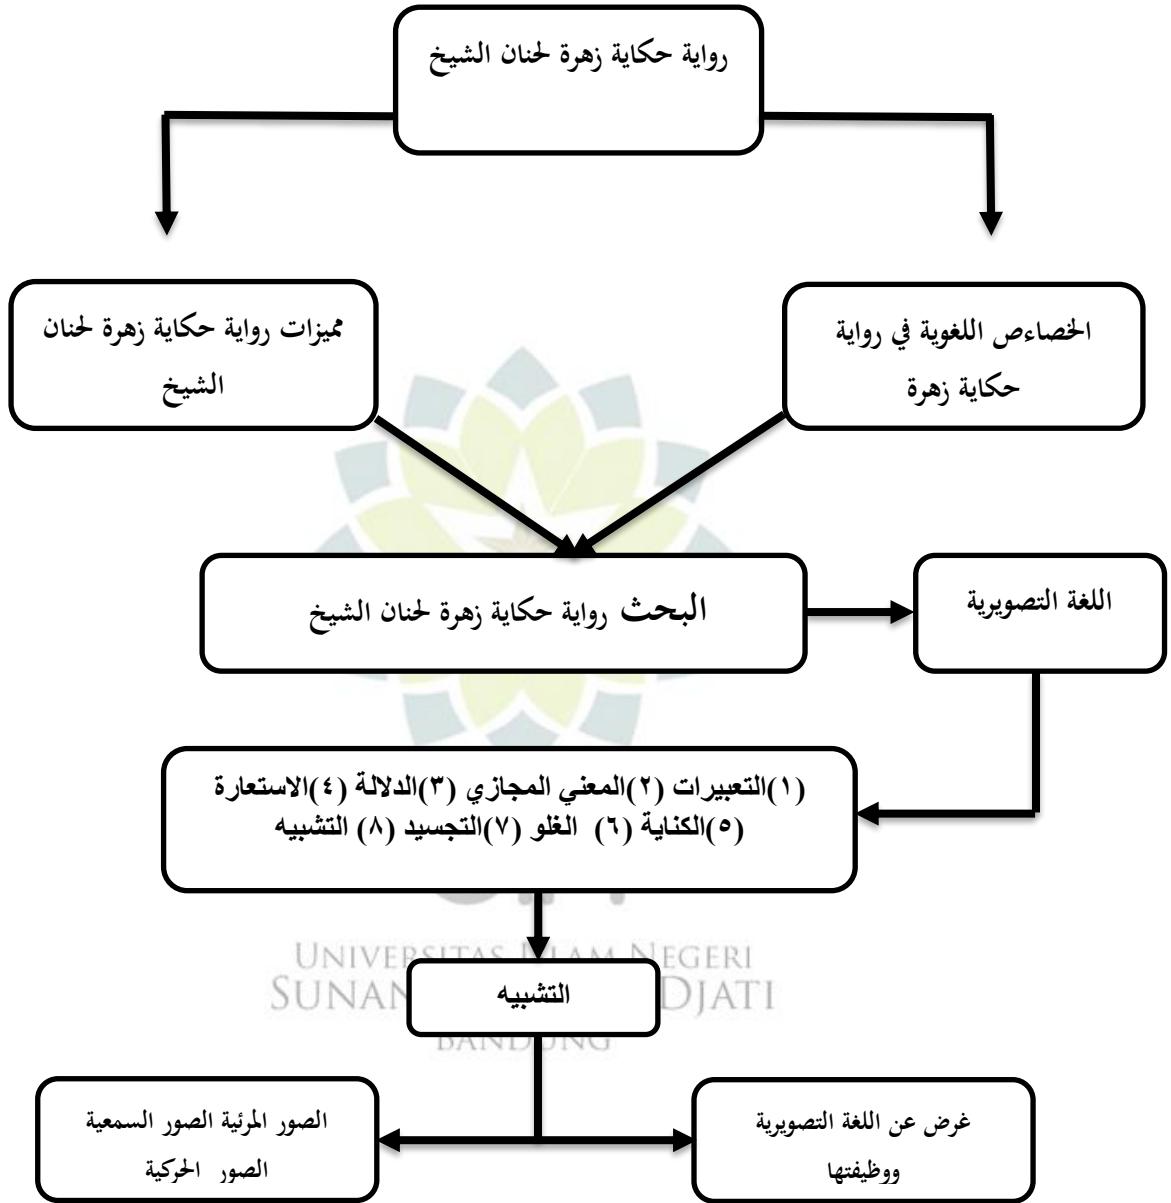 رواية حكاية زهرة لحنان الشيخ
الخصاءص اللغوية في رواية
حكاية زهرة
مميزات رواية حكاية زهرة لحنان
الشيخ
البحث رواية حكاية زهرة لحنان الشيخ
اللغة التصويرية
(١)التعبيرات (٢)المعني المجازي (٣)الدلالة (٤)الاستعارة
(٥)الكناية (٦) الغلو (٧)التجسيد (٨) التشبيه
UNIVERSITAS ISLAM NEGERI
SUNAN DJATI
BANDUNG
التشبيه
غرض عن اللغة التصويرية
ووظيفتها
الصور المرئية الصور السمعية
الصور الحركية